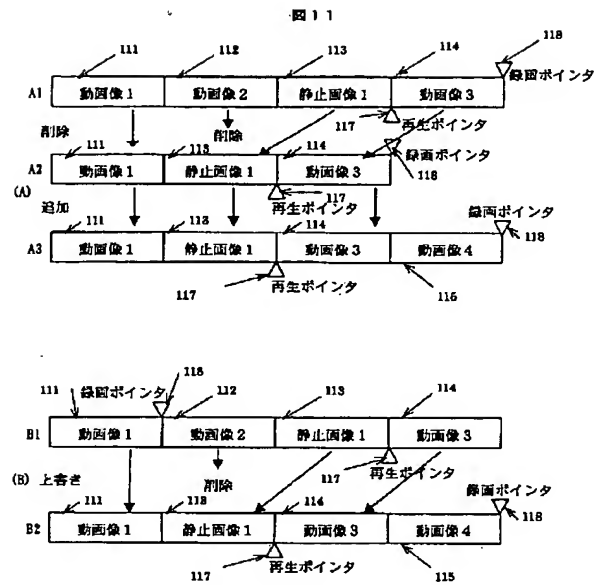 図11
111 112 113 114 118
録画ポインタ
A1 動画像1 動画像2 静止画像1 動画像3
117 再生ポインタ
削除 削除
111 113 114 録画ポインタ
A2 動画像1 静止画像1 動画像3 118
(A)
117
再生ポインタ
追加
111 113 114 録画ポインタ
A3 動画像1 静止画像1 動画像3 動画像4 118
117 再生ポインタ 115
111 録画ポインタ 118 112 113 114
B1 動画像1 動画像2 静止画像1 動画像3
117 再生ポインタ
(B) 上書き 削除
111 113 114 録画ポインタ
B2 動画像1 静止画像1 動画像3 動画像4 118
117 再生ポインタ 115